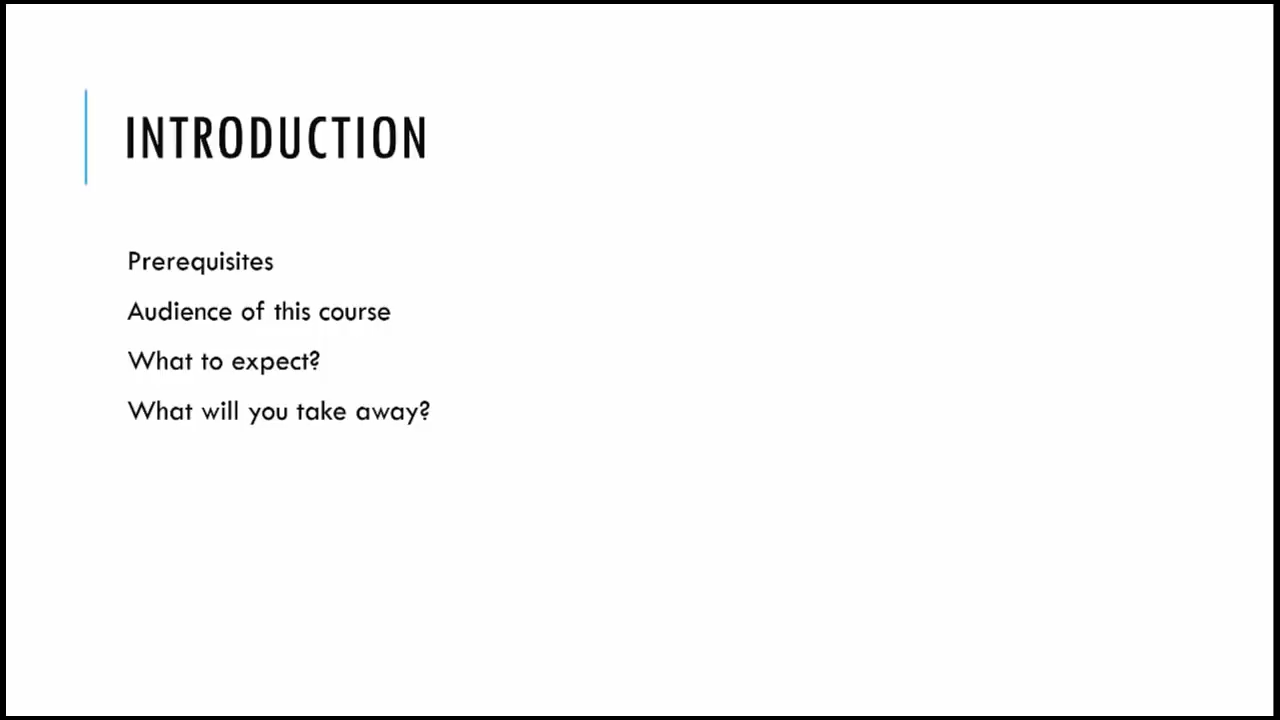 INTRODUCTION
Prerequisites
Audience of this course
What to expect?
What will you take away?